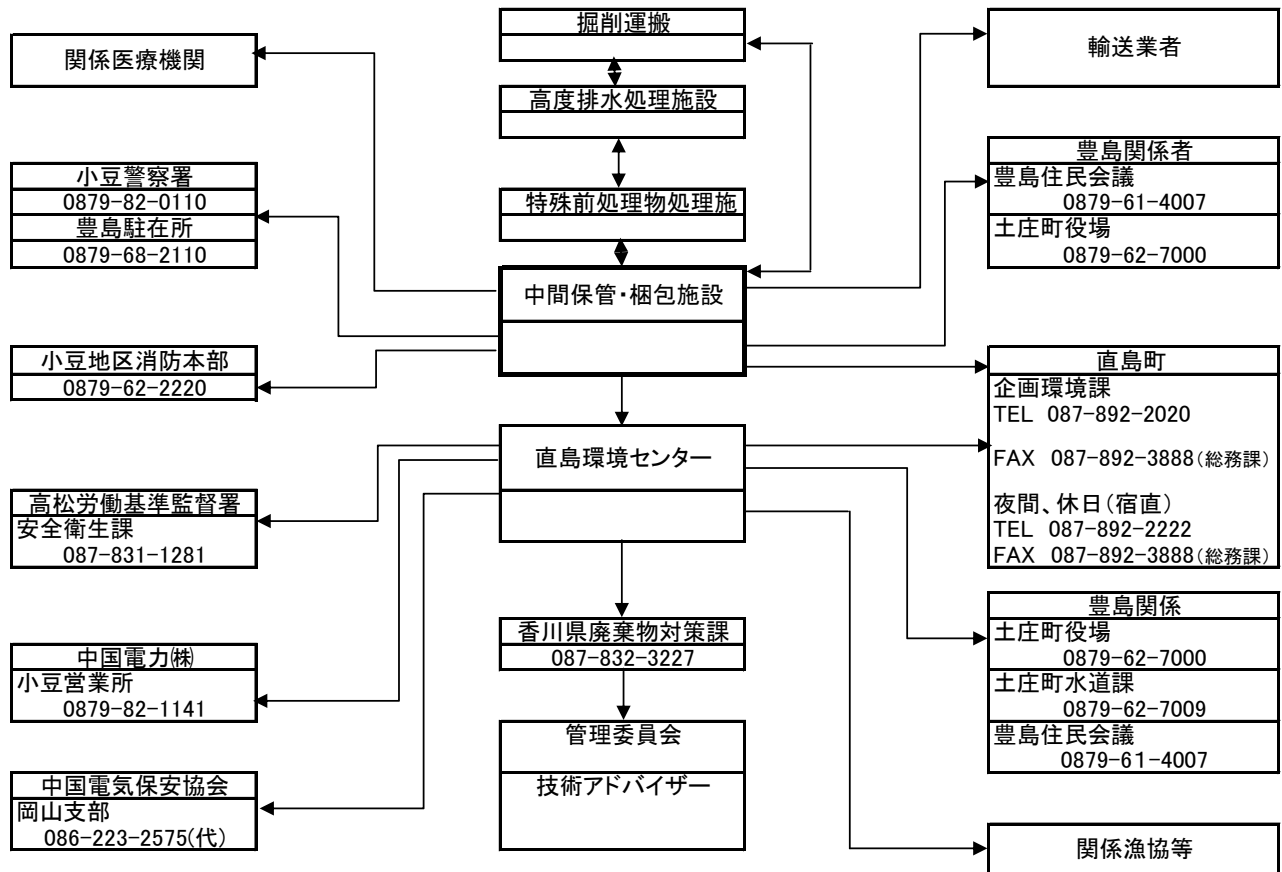 関係医療機関
小豆警察署
0879-82-0110
豊島駐在所
0879-68-2110
小豆地区消防本部
0879-62-2220
高松労働基準監督署
安全衛生課
087-831-1281
中国電力㈱
小豆営業所
0879-82-1141
中国電気保安協会
岡山支部
086-223-2575(代)
掘削運搬
高度排水処理施設
特殊前処理物処理施
中間保管・梱包施設
直島環境センター
香川県廃棄物対策課
087-832-3227
管理委員会
技術アドバイザー
輸送業者
豊島関係者
豊島住民会議
0879-61-4007
土庄町役場
0879-62-7000
直島町
企画環境課
TEL 087-892-2020
FAX 087-892-3888(総務課)
夜間、休日(宿直)
TEL 087-892-2222
FAX 087-892-3888(総務課)
豊島関係
土庄町役場
0879-62-7000
土庄町水道課
0879-62-7009
豊島住民会議
0879-61-4007
関係漁協等